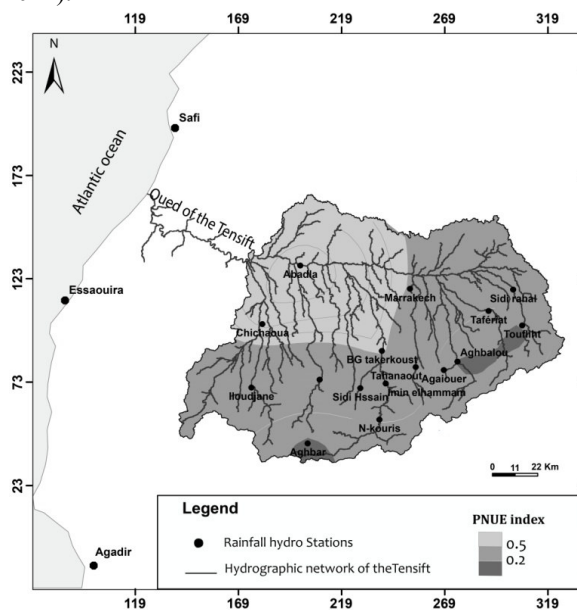 119 169 219 269 319
N
223
Safi
Atlantic ocean
173
Oued of the Tensift
123
Abadla
Essaouira
Marrakech
Sidi rahal
Tafériat
Chichaoua
Toutlitt
BG takerkoust
Aghbalou
Tahanaout
Agaiouer
73
Iloudjane
Sidi Hssain
Imin elhammam
N-kouris
Aghbar
0 11 22 Km
23
Legend
PNUE index
Rainfall hydro Stations
0.5
0.2
Hydrographic network of theTensift
Agadir
119 169 219 269 319